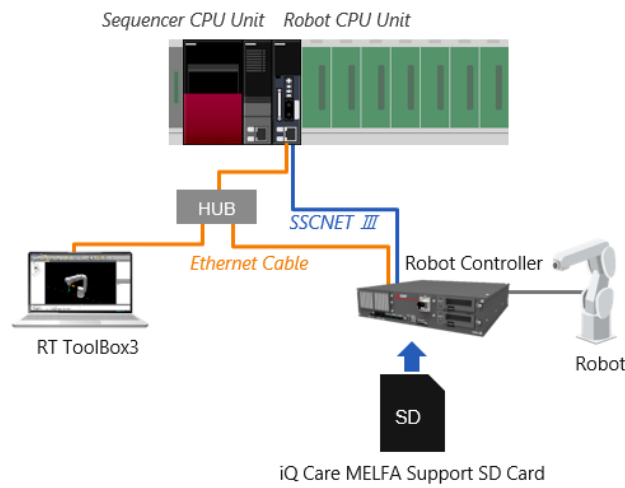 Sequencer CPU Unit
Robot CPU Unit
HUB
SSCNET Ⅲ
Ethernet Cable
Robot Controller
RT ToolBox3
Robot
SD
iQ Care MELFA Support SD Card